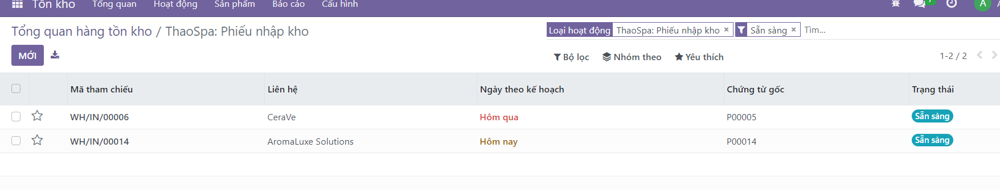 Tồn kho Tổng quan Hoạt động Sản phẩm Báo cáo Cấu hình 7 A
Tổng quan hàng tồn kho / ThaoSpa: Phiếu nhập kho
Loại hoạt động ThaoSpa: Phiếu nhập kho × Sẵn sàng × Tìm...
MỚI
Bộ lọc Nhóm theo Yêu thích 1-2 / 2
Mã tham chiếu Liên hệ Ngày theo kế hoạch Chứng từ gốc Trạng thái
WH/IN/00006 CeraVe Hôm qua P00005 Sẵn sàng
WH/IN/00014 AromaLuxe Solutions Hôm nay P00014 Sẵn sàng